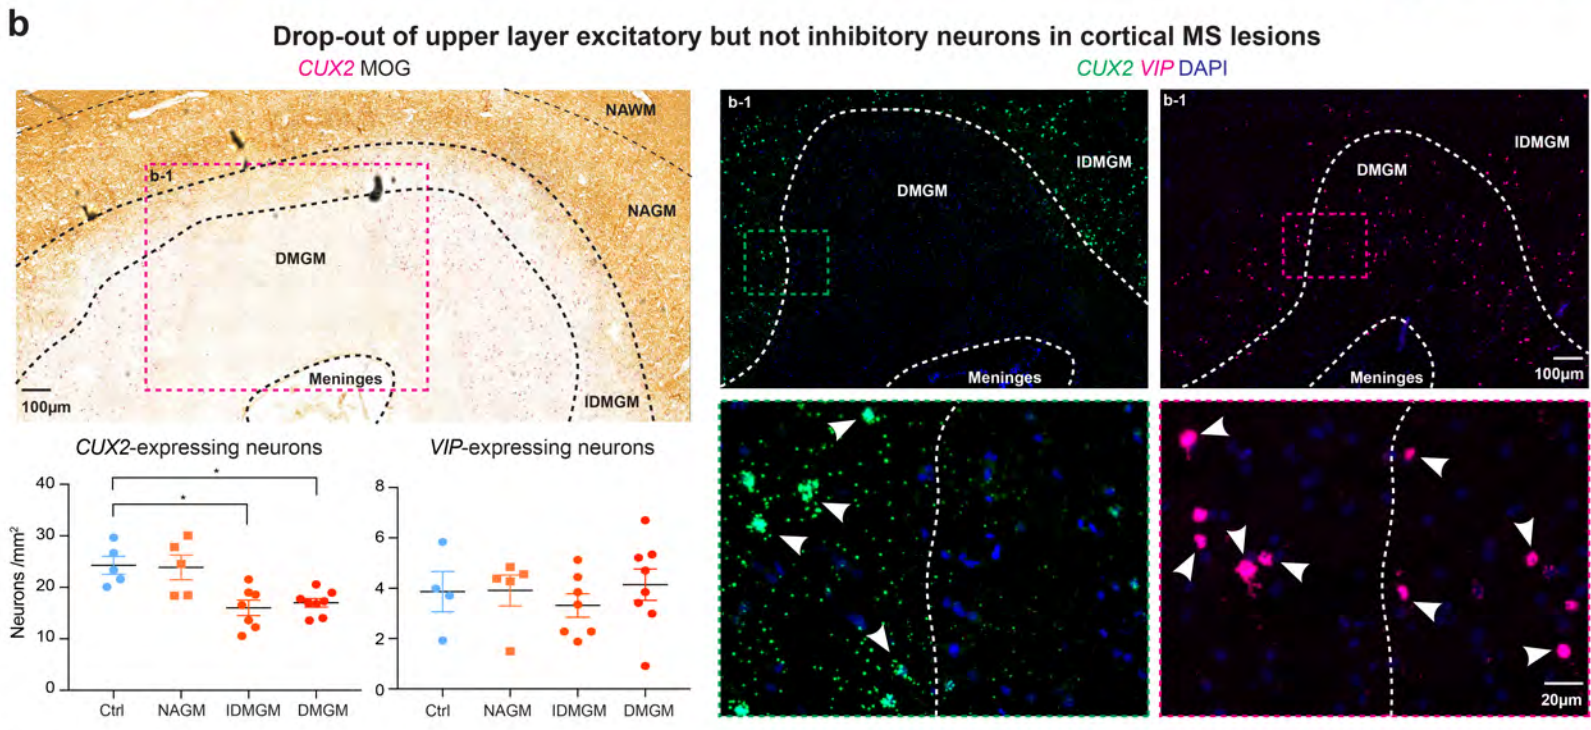 b
Drop-out of upper layer excitatory but not inhibitory neurons in cortical MS lesions
CUX2 MOG
CUX2 VIP DAPI
NAWM
b-1
NAGM
DMGM
Meninges
IDMGM
100µm
b-1
IDMGM
DMGM
Meninges
b-1
IDMGM
DMGM
100µm
Meninges
CUX2-expressing neurons
Neurons /mm²
40
30
20
10
0
*
*
Ctrl NAGM IDMGM DMGM
VIP-expressing neurons
8
6
4
2
0
Ctrl NAGM IDMGM DMGM
20µm